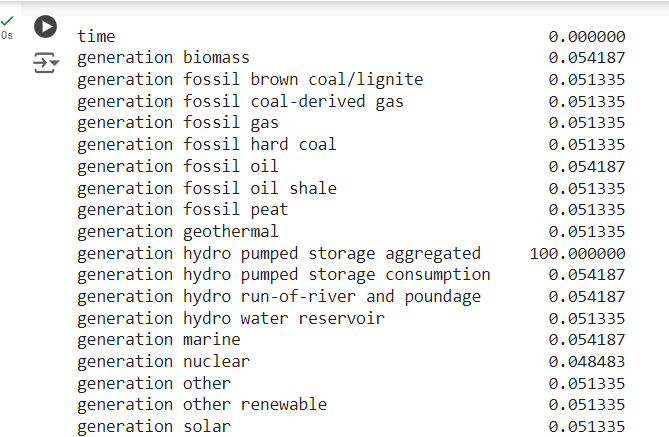 0s
time 0.000000
generation biomass 0.054187
generation fossil brown coal/lignite 0.051335
generation fossil coal-derived gas 0.051335
generation fossil gas 0.051335
generation fossil hard coal 0.051335
generation fossil oil 0.054187
generation fossil oil shale 0.051335
generation fossil peat 0.051335
generation geothermal 0.051335
generation hydro pumped storage aggregated 100.000000
generation hydro pumped storage consumption 0.054187
generation hydro run-of-river and poundage 0.054187
generation hydro water reservoir 0.051335
generation marine 0.054187
generation nuclear 0.048483
generation other 0.051335
generation other renewable 0.051335
generation solar 0.051335